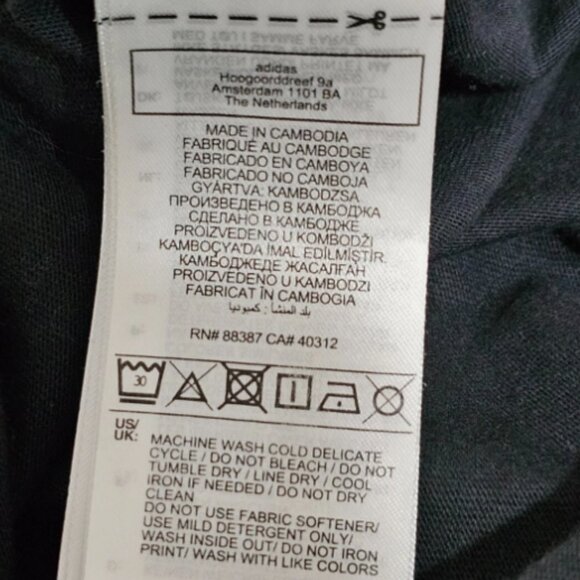 adidas
Hoogoorddreef 9a
Amsterdam 1101 BA
The Netherlands
MADE IN CAMBODIA
FABRIQUÉ AU CAMBODGE
FABRICADO EN CAMBOYA
FABRICADO NO CAMBOJA
GYÁRTVA: KAMBODZSA
ПРОИЗВЕДЕНО В КАМБОДЖА
СДЕЛАНО В КАМБОДЖЕ
PROIZVEDENO U KOMBODŽI
KAMBOÇYA'DA İMAL EDİLMİŞTİR.
КАМБОДЖЕДЕ ЖАСАЛҒАН
PROIZVEDENO U KAMBODŽI
FABRICAT ÎN CAMBOGIA
بلد المنشأ: كمبوديا
RN# 88387 CA# 40312
30
US/
UK: MACHINE WASH COLD DELICATE
CYCLE / DO NOT BLEACH / DO NOT
TUMBLE DRY / LINE DRY / COOL
IRON IF NEEDED / DO NOT DRY
CLEAN
DO NOT USE FABRIC SOFTENER/
USE MILD DETERGENT ONLY/
WASH INSIDE OUT/ DO NOT IRON
PRINT/ WASH WITH LIKE COLORS